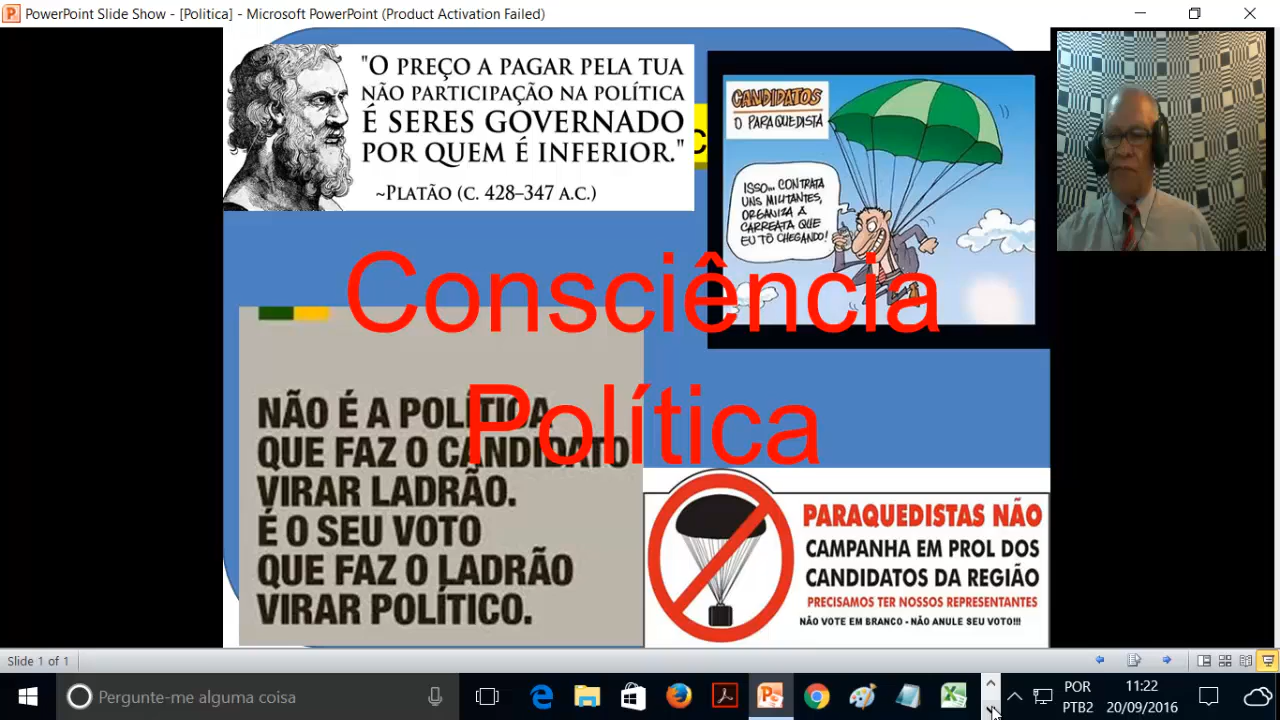 PowerPoint Slide Show - [Politica] - Microsoft PowerPoint (Product Activation Failed)
"O PREÇO A PAGAR PELA TUA
NÃO PARTICIPAÇÃO NA POLÍTICA
É SERES GOVERNADO
POR QUEM É INFERIOR."
~PLATÃO (C. 428–347 A.C.)
CANDIDATOS
O PARAQUEDISTA
ISSO... CONTRATA
UNS MILITANTES,
ORGANIZA A
CARREATA QUE
EU TÔ CHEGANDO!
Consciência
Política
NÃO É A POLÍTICA
QUE FAZ O CANDIDATO
VIRAR LADRÃO.
É O SEU VOTO
QUE FAZ O LADRÃO
VIRAR POLÍTICO.
PARAQUEDISTAS NÃO
CAMPANHA EM PROL DOS
CANDIDATOS DA REGIÃO
PRECISAMOS TER NOSSOS REPRESENTANTES
NÃO VOTE EM BRANCO - NÃO ANULE SEU VOTO!!!
Slide 1 of 1
Pergunte-me alguma coisa
POR
PTB2
11:22
20/09/2016